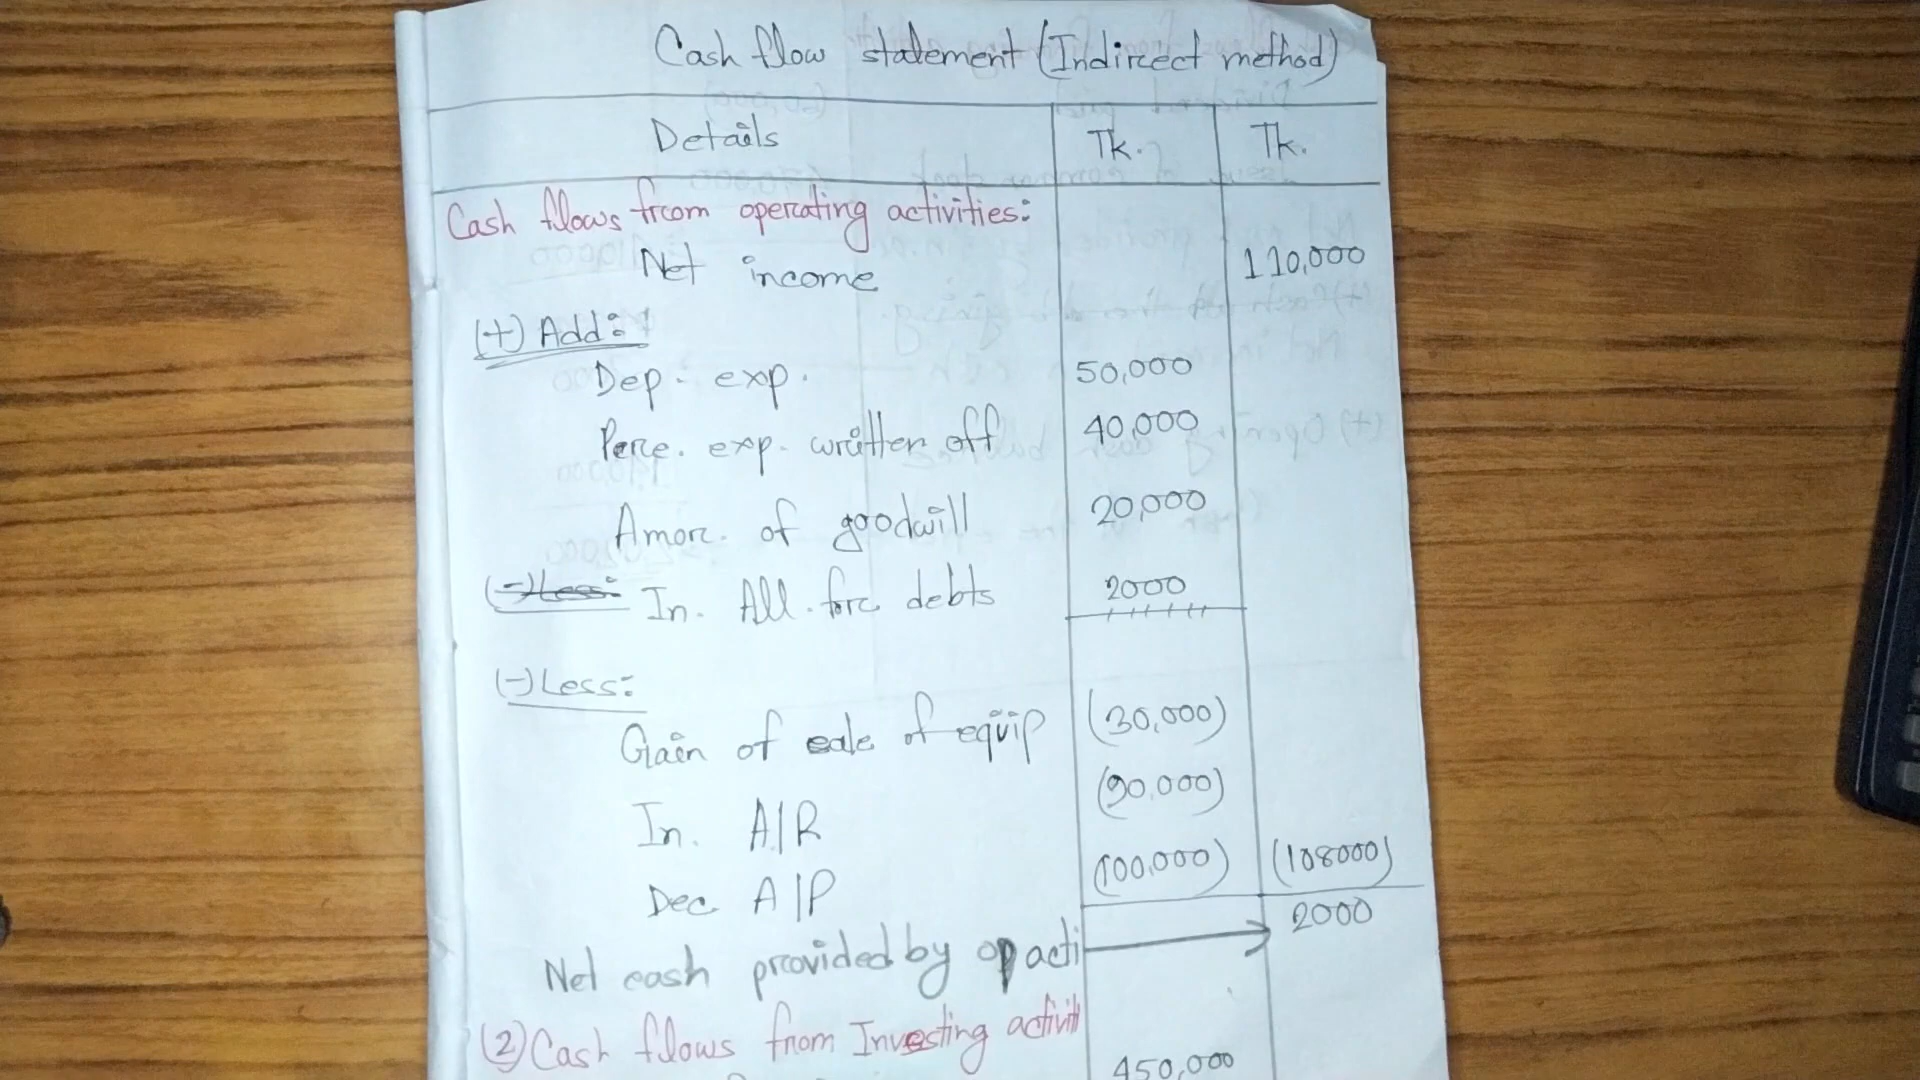 Cash flow statement (Indirect method)
Details Tk. Tk.
Cash flows from operating activities:
Net income 110,000
(+) Add:
Dep. exp. 50,000
Pere. exp. written off 40,000
Amor. of goodwill 20,000
(-) Less: In. All. for debts 2000
(-) Less:
Gain of sale of equip (30,000)
In. A/R (90,000)
Dec A/P (100,000) (108000)
Net cash provided by op acti 2000
(2) Cash flows from Investing activiti
450,000